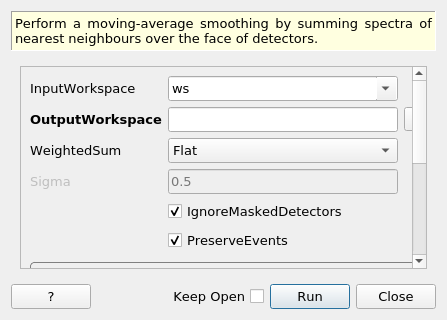 Perform a moving-average smoothing by summing spectra of
nearest neighbours over the face of detectors.
InputWorkspace ws
OutputWorkspace
WeightedSum Flat
Sigma 0.5
IgnoreMaskedDetectors
PreserveEvents
? Keep Open Run Close